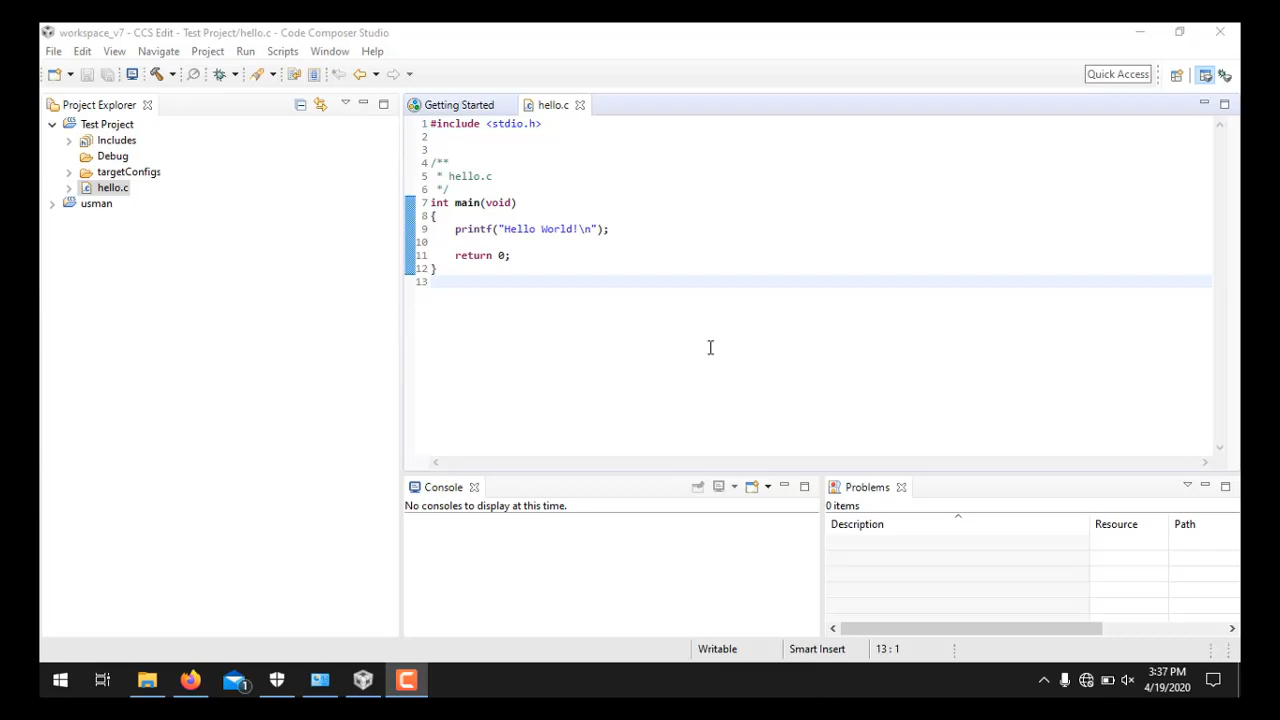 workspace_v7 - CCS Edit - Test Project/hello.c - Code Composer Studio
File Edit View Navigate Project Run Scripts Window Help
Quick Access
Project Explorer
Test Project
Includes
Debug
targetConfigs
hello.c
usman
Getting Started hello.c
1 #include <stdio.h>
2
3
4 /**
5 * hello.c
6 */
7 int main(void)
8 {
9 printf("Hello World!\n");
10
11 return 0;
12 }
13
Console
No consoles to display at this time.
Problems
0 items
Description Resource Path
Writable Smart Insert 13 : 1
1
3:37 PM
4/19/2020